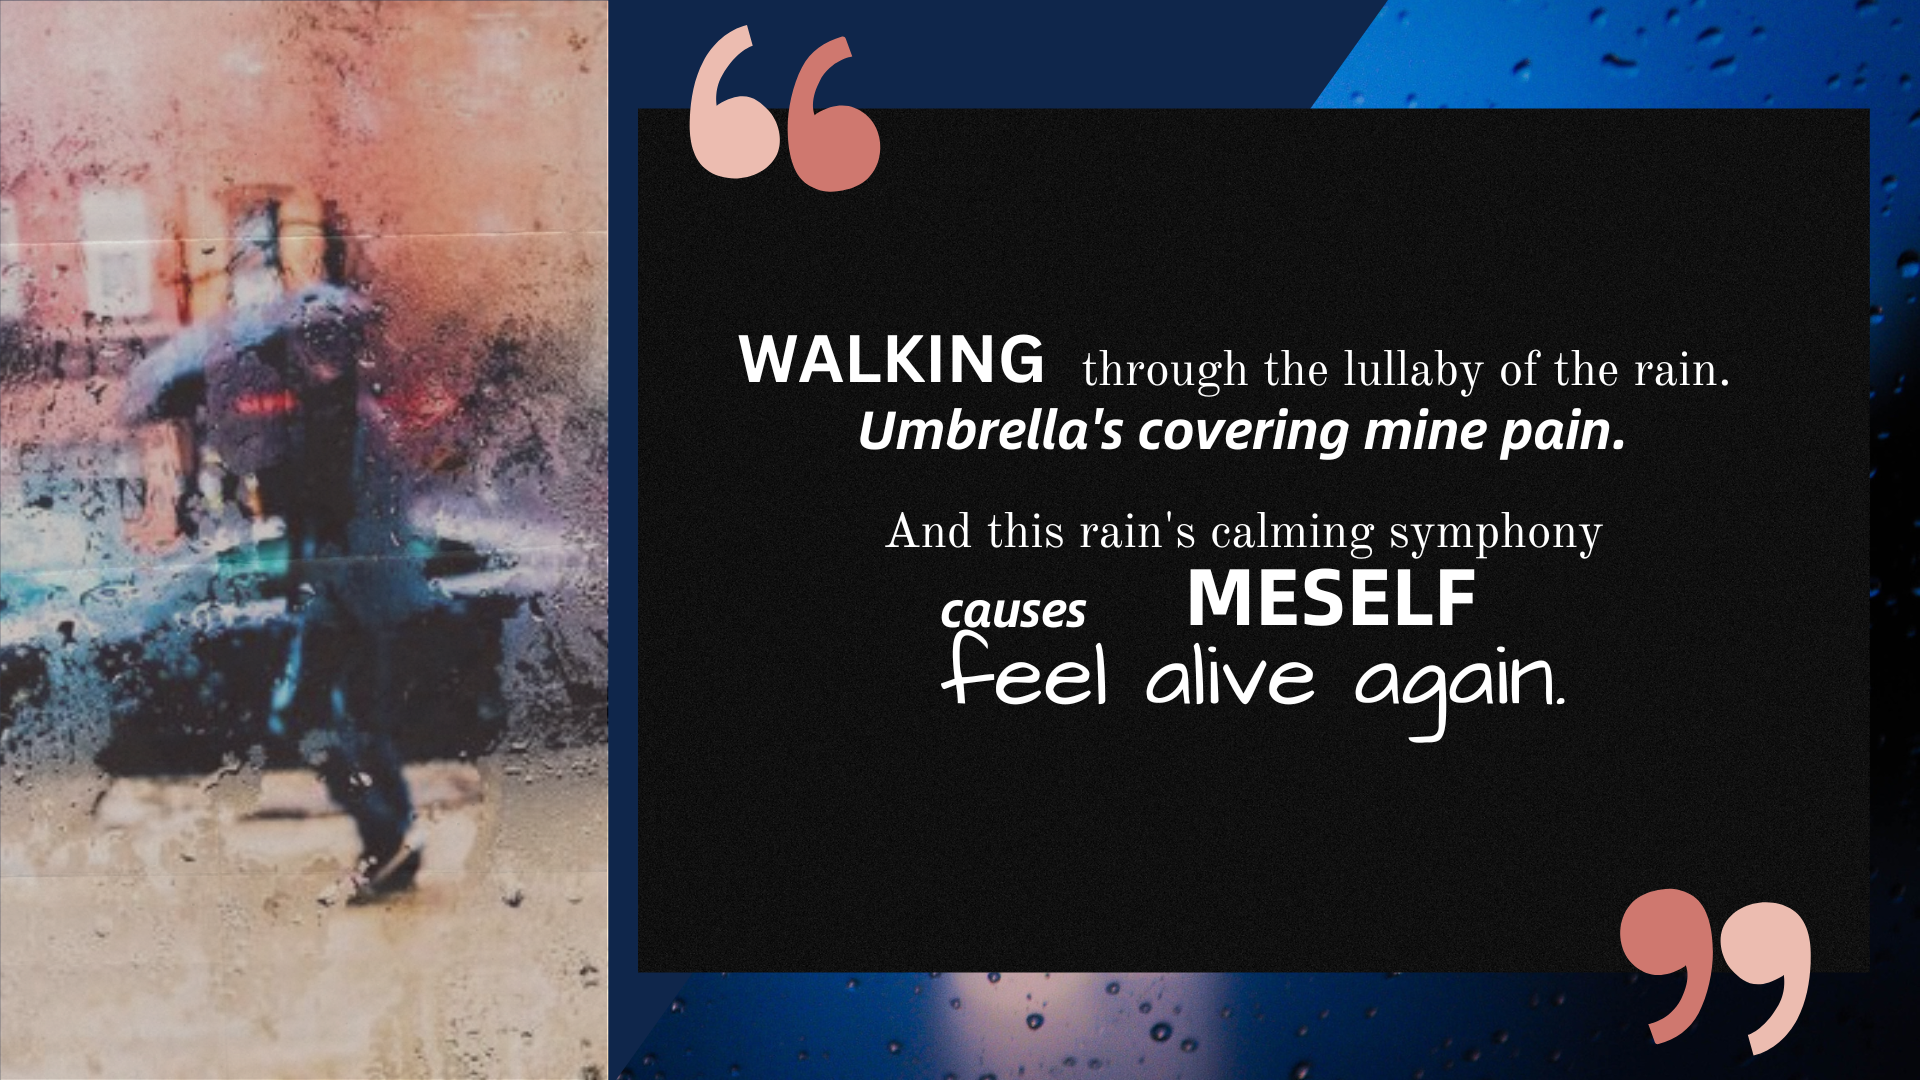 WALKING through the lullaby of the rain.
Umbrella's covering mine pain.
And this rain's calming symphony
causes MESELF
feel alive again.